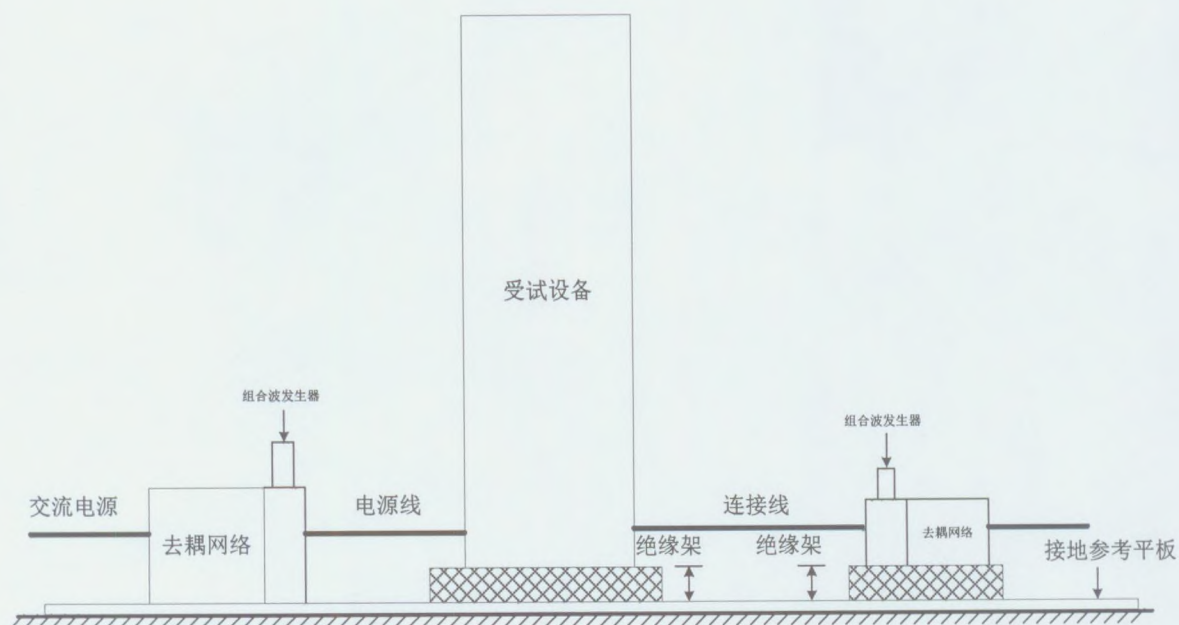 受试设备
组合波发生器
组合波发生器
交流电源
电源线
连接线
去耦网络
去耦网络
绝缘架
绝缘架
接地参考平板